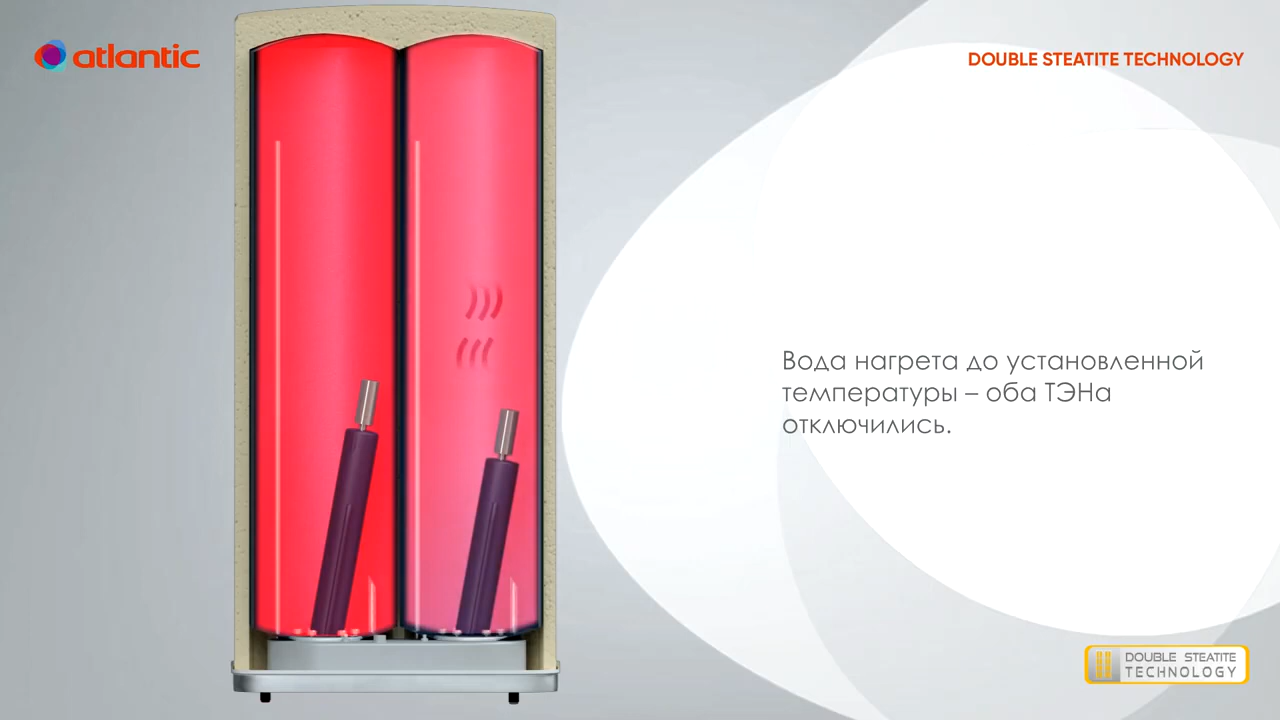 atlantic
DOUBLE STEATITE TECHNOLOGY
Вода нагрета до установленной
температуры – оба ТЭНа
отключились.
DOUBLE STEATITE
TECHNOLOGY